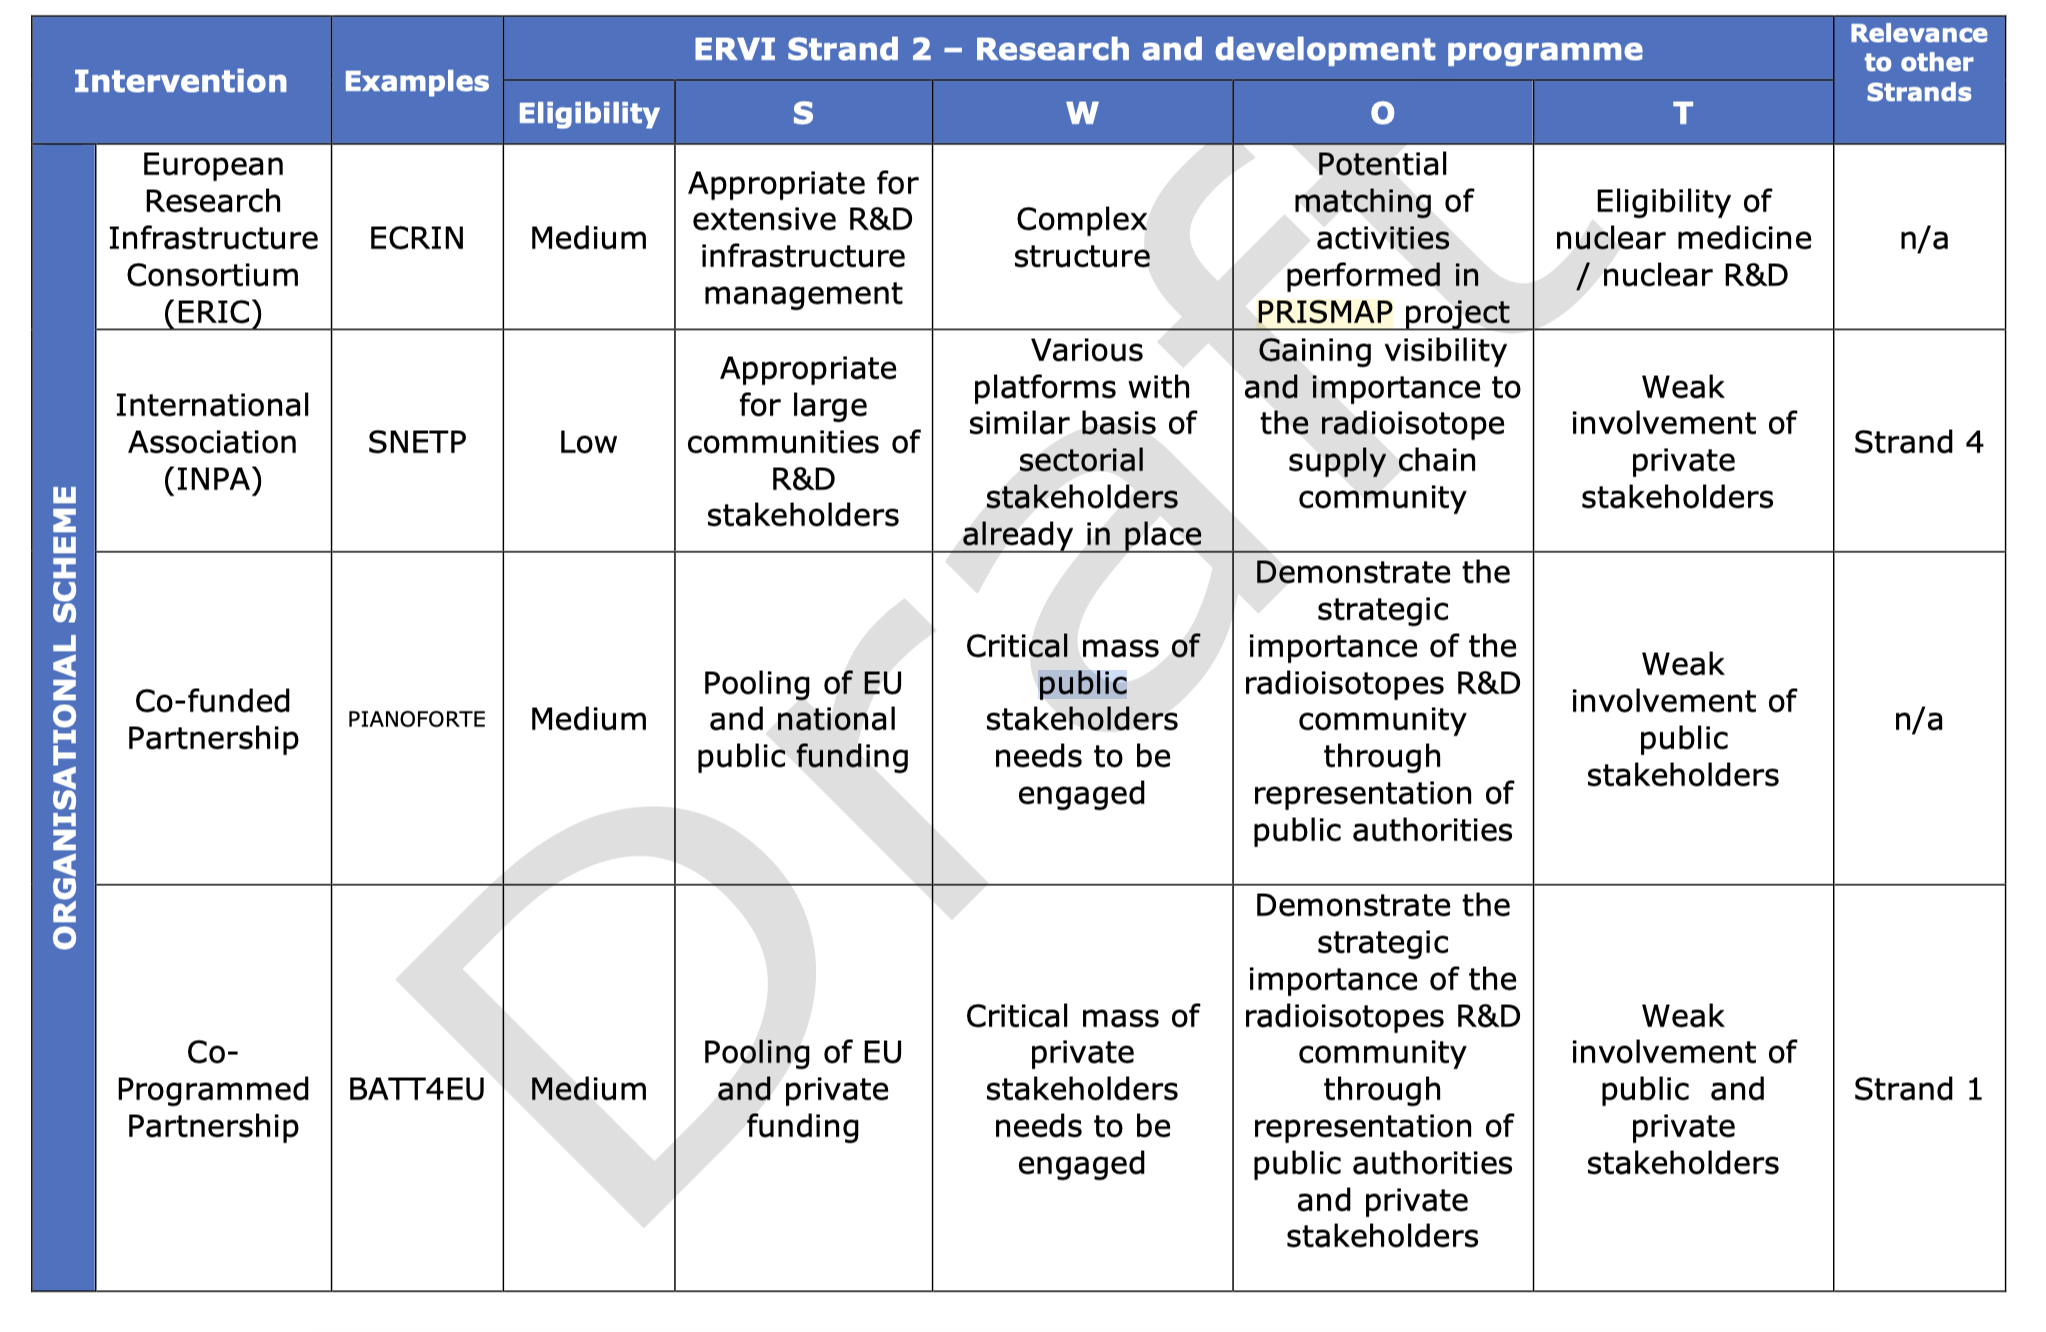 Intervention
Examples
ERVI Strand 2 – Research and development programme
Relevance
to other
Strands
Eligibility
S
W
O
T
ORGANISATIONAL SCHEME
European
Research
Infrastructure
Consortium
(ERIC)
ECRIN
Medium
Appropriate for
extensive R&D
infrastructure
management
Complex
structure
Potential
matching of
activities
performed in
PRISMAP project
Eligibility of
nuclear medicine
/ nuclear R&D
n/a
International
Association
(INPA)
SNETP
Low
Appropriate
for large
communities of
R&D
stakeholders
Various
platforms with
similar basis of
sectorial
stakeholders
already in place
Gaining visibility
and importance to
the radioisotope
supply chain
community
Weak
involvement of
private
stakeholders
Strand 4
Co-funded
Partnership
PIANOFORTE
Medium
Pooling of EU
and national
public funding
Critical mass of
public
stakeholders
needs to be
engaged
Demonstrate the
strategic
importance of the
radioisotopes R&D
community
through
representation of
public authorities
Weak
involvement of
public
stakeholders
n/a
Co-
Programmed
Partnership
BATT4EU
Medium
Pooling of EU
and private
funding
Critical mass of
private
stakeholders
needs to be
engaged
Demonstrate the
strategic
importance of the
radioisotopes R&D
community
through
representation of
public authorities
and private
stakeholders
Weak
involvement of
public  and
private
stakeholders
Strand 1
Draft